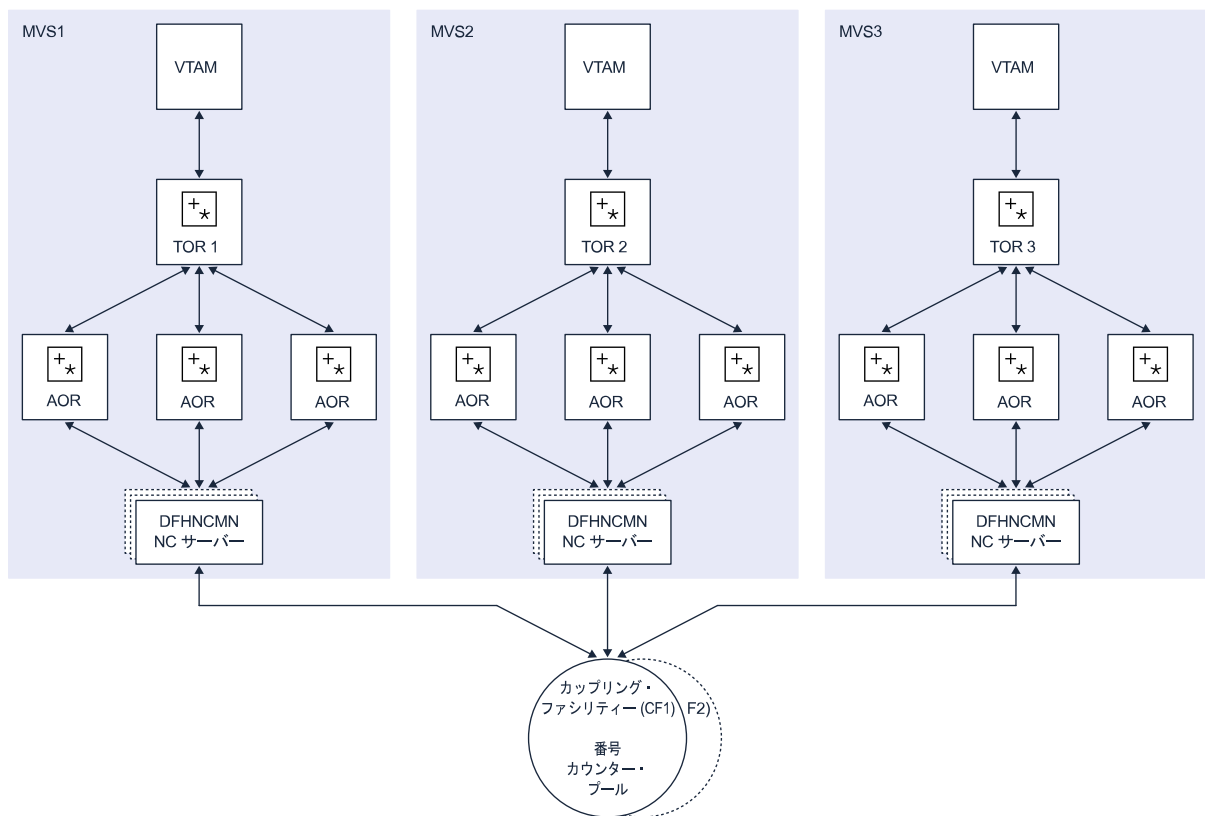 MVS1
VTAM
TOR 1
AOR
AOR
AOR
DFHNCMN
NC サーバー
MVS2
VTAM
TOR 2
AOR
AOR
AOR
DFHNCMN
NC サーバー
MVS3
VTAM
TOR 3
AOR
AOR
AOR
DFHNCMN
NC サーバー
カップリング・
ファシリティー (CF1)
F2)
番号
カウンター・
プール